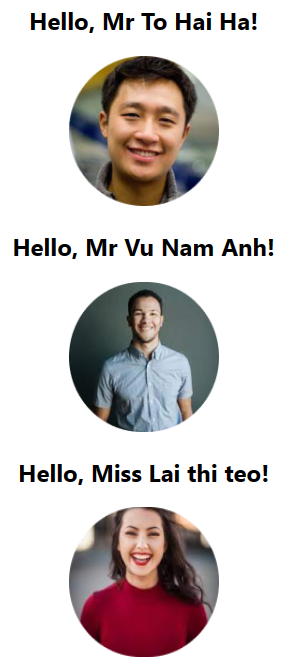 Hello, Mr To Hai Ha!
Hello, Mr Vu Nam Anh!
Hello, Miss Lai thi teo!